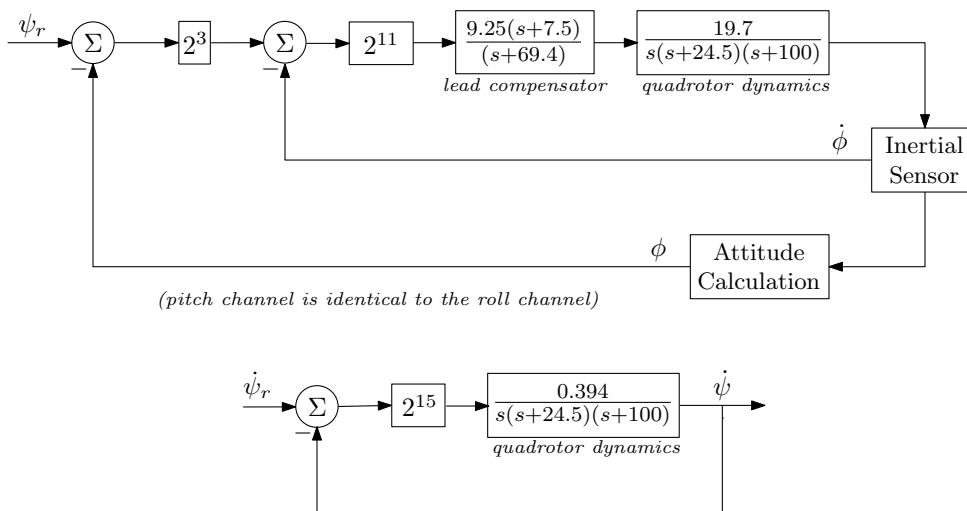 ψ_r
Σ
−
2^3
Σ
−
2^11
9.25(s+7.5)
(s+69.4)
lead compensator
19.7
s(s+24.5)(s+100)
quadrotor dynamics
ϕ̇
Inertial
Sensor
ϕ
Attitude
Calculation
(pitch channel is identical to the roll channel)
ψ̇_r
Σ
−
2^15
0.394
s(s+24.5)(s+100)
quadrotor dynamics
ψ̇